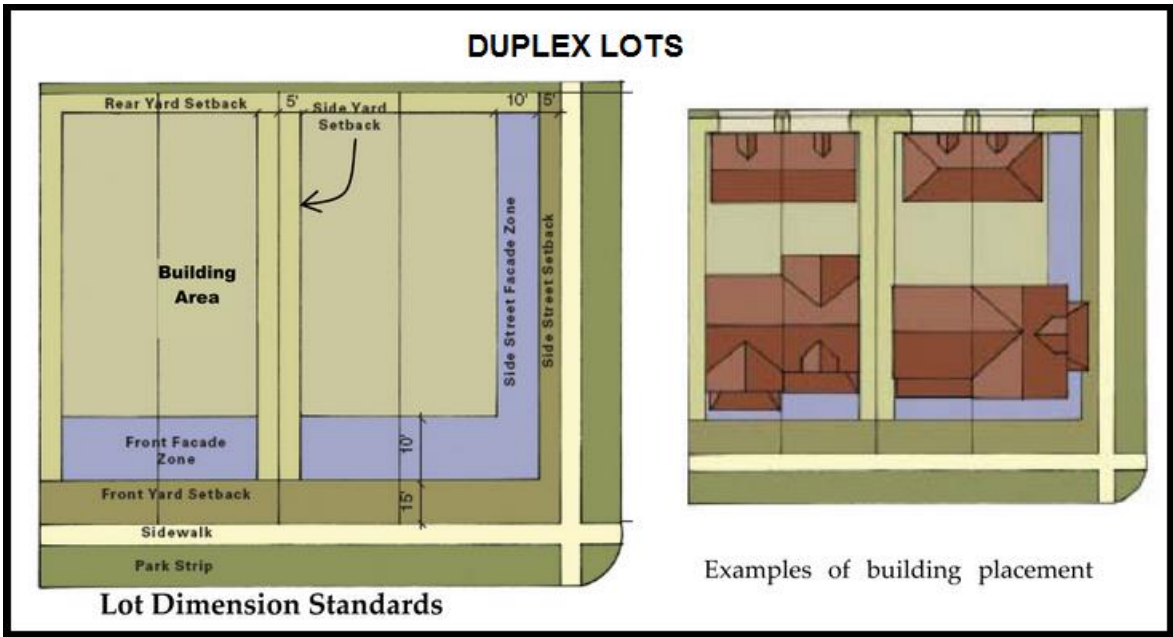 DUPLEX LOTS
Rear Yard Setback
5'
Side Yard
Setback
10'
5'
Building
Area
Side Street Facade Zone
Side Street Setback
Front Facade
Zone
10'
Front Yard Setback
15'
Sidewalk
Park Strip
Lot Dimension Standards
Examples of building placement